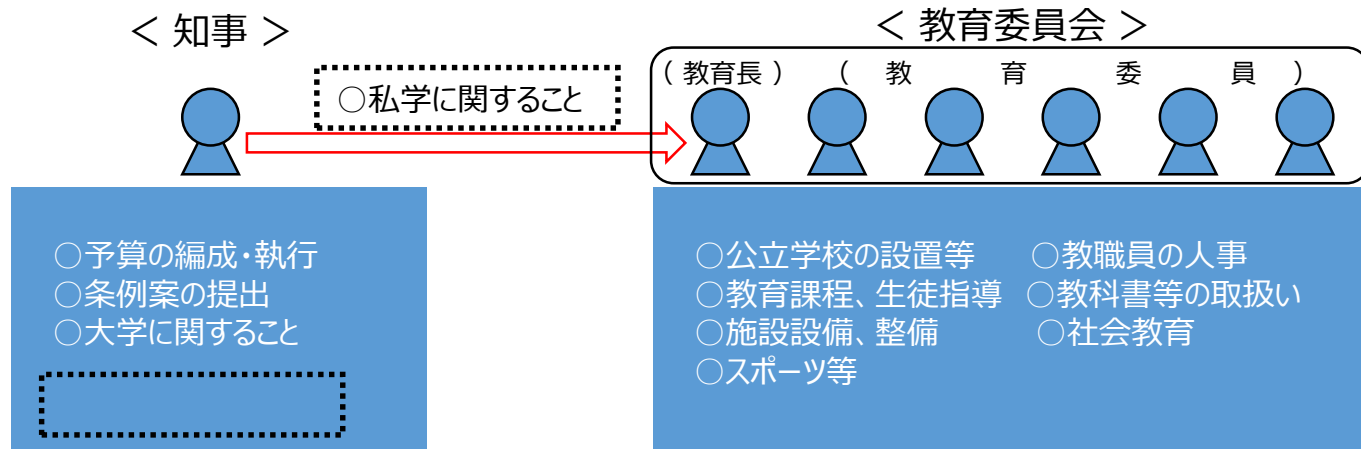 ＜ 知事 ＞
＜ 教育委員会 ＞
○私学に関すること
（ 教育長 ） （ 教 育 委 員 ）
○予算の編成・執行
○条例案の提出
○大学に関すること
○公立学校の設置等 ○教職員の人事
○教育課程、生徒指導 ○教科書等の取扱い
○施設設備、整備 ○社会教育
○スポーツ等